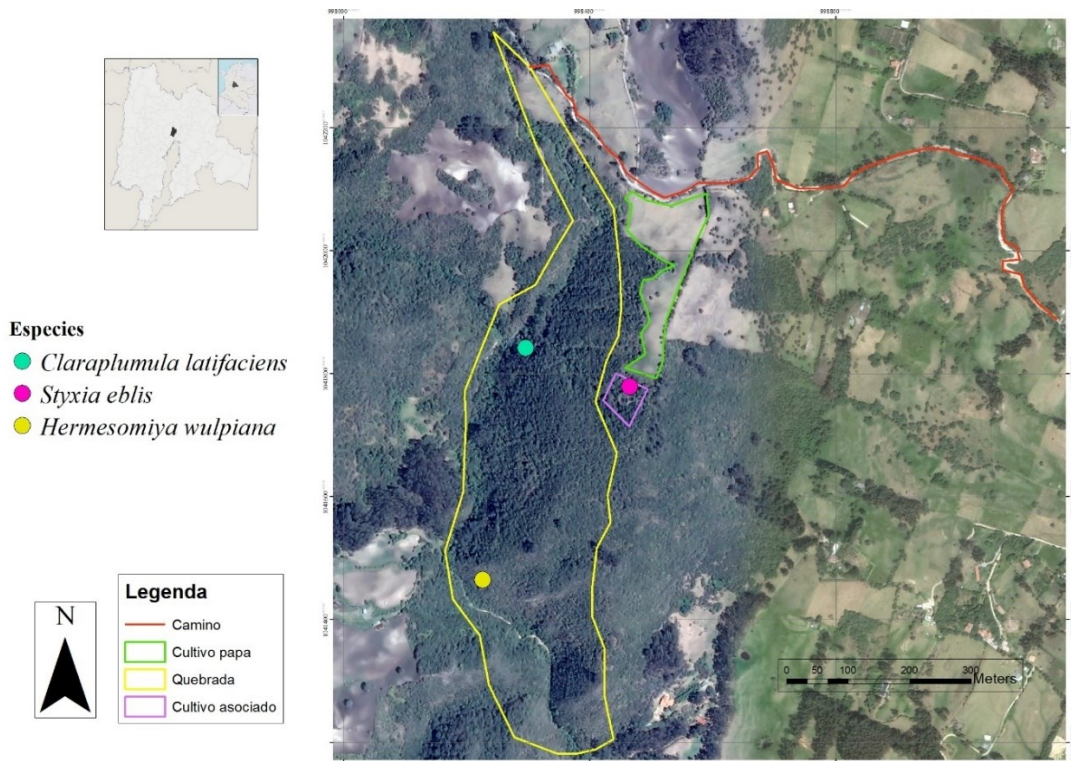 Especies
Claraplumula latifaciens
Styxia eblis
Hermesomiya wulpiana
N
Legenda
Camino
Cultivo papa
Quebrada
Cultivo asociado
0 50 100 200 300
Meters